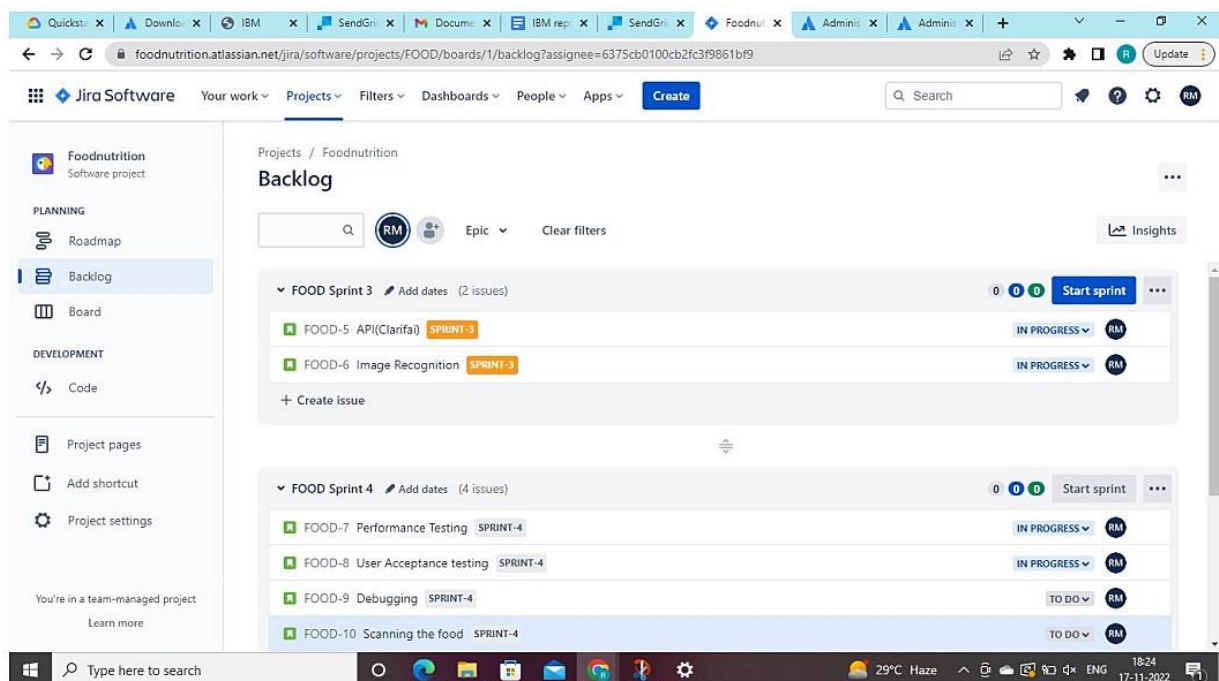 Quicksta
Downloa
IBM
SendGri
Docume
IBM rep
SendGri
Foodnut
Adminis
Adminis
foodnutrition.atlassian.net/jira/software/projects/FOOD/boards/1/backlog?assignee=6375cb0100cb2fc3f9861bf9
R
Update
Jira Software
Your work
Projects
Filters
Dashboards
People
Apps
Create
Search
RM
Foodnutrition
Software project
PLANNING
Roadmap
Backlog
Board
DEVELOPMENT
Code
Project pages
Add shortcut
Project settings
You're in a team-managed project
Learn more
Projects / Foodnutrition
Backlog
RM
Epic
Clear filters
Insights
FOOD Sprint 3 Add dates (2 issues) 0 0 0 Start sprint
FOOD-5 API(Clarifai) SPRINT-3 IN PROGRESS RM
FOOD-6 Image Recognition SPRINT-3 IN PROGRESS RM
+ Create issue
FOOD Sprint 4 Add dates (4 issues) 0 0 0 Start sprint
FOOD-7 Performance Testing SPRINT-4 IN PROGRESS RM
FOOD-8 User Acceptance testing SPRINT-4 IN PROGRESS RM
FOOD-9 Debugging SPRINT-4 TO DO RM
FOOD-10 Scanning the food SPRINT-4 TO DO RM
Type here to search
29°C Haze
ENG
18:24
17-11-2022